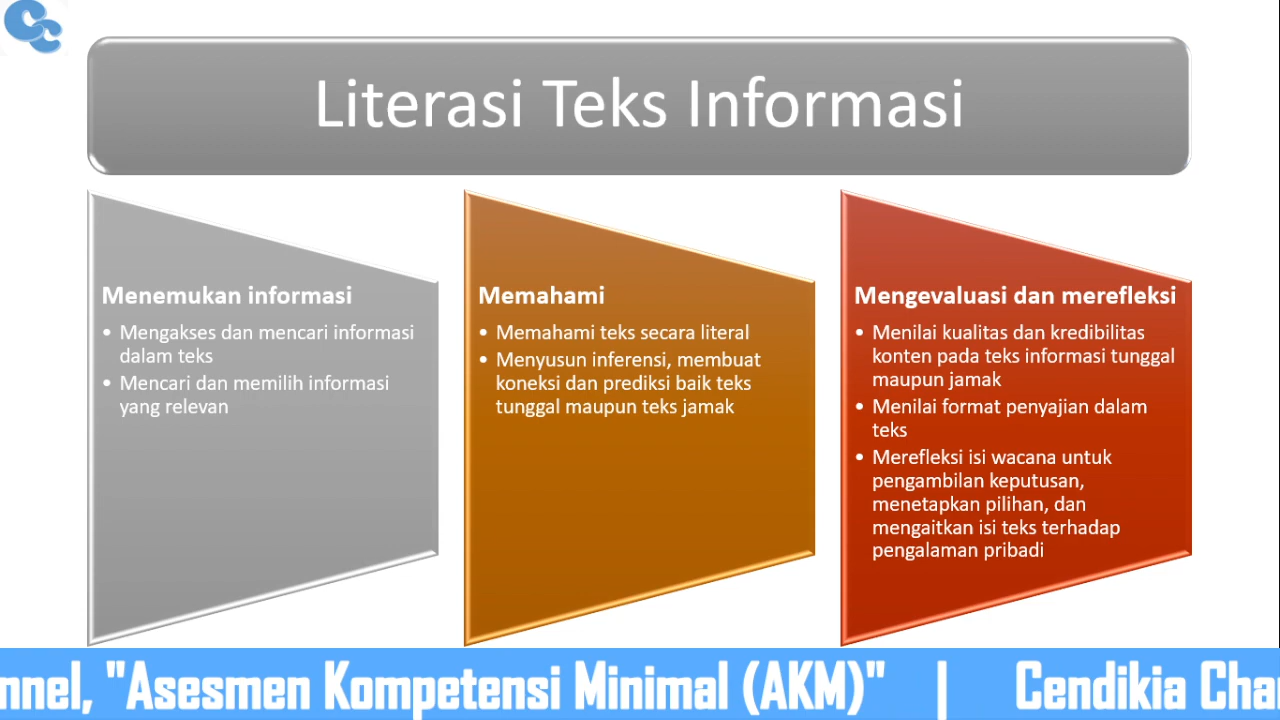 Literasi Teks Informasi
Menemukan informasi
• Mengakses dan mencari informasi
dalam teks
• Mencari dan memilih informasi
yang relevan
Memahami
• Memahami teks secara literal
• Menyusun inferensi, membuat
koneksi dan prediksi baik teks
tunggal maupun teks jamak
Mengevaluasi dan merefleksi
• Menilai kualitas dan kredibilitas
konten pada teks informasi tunggal
maupun jamak
• Menilai format penyajian dalam
teks
• Merefleksi isi wacana untuk
pengambilan keputusan,
menetapkan pilihan, dan
mengaitkan isi teks terhadap
pengalaman pribadi
nnel, "Asesmen Kompetensi Minimal (AKM)" | Cendikia Cha